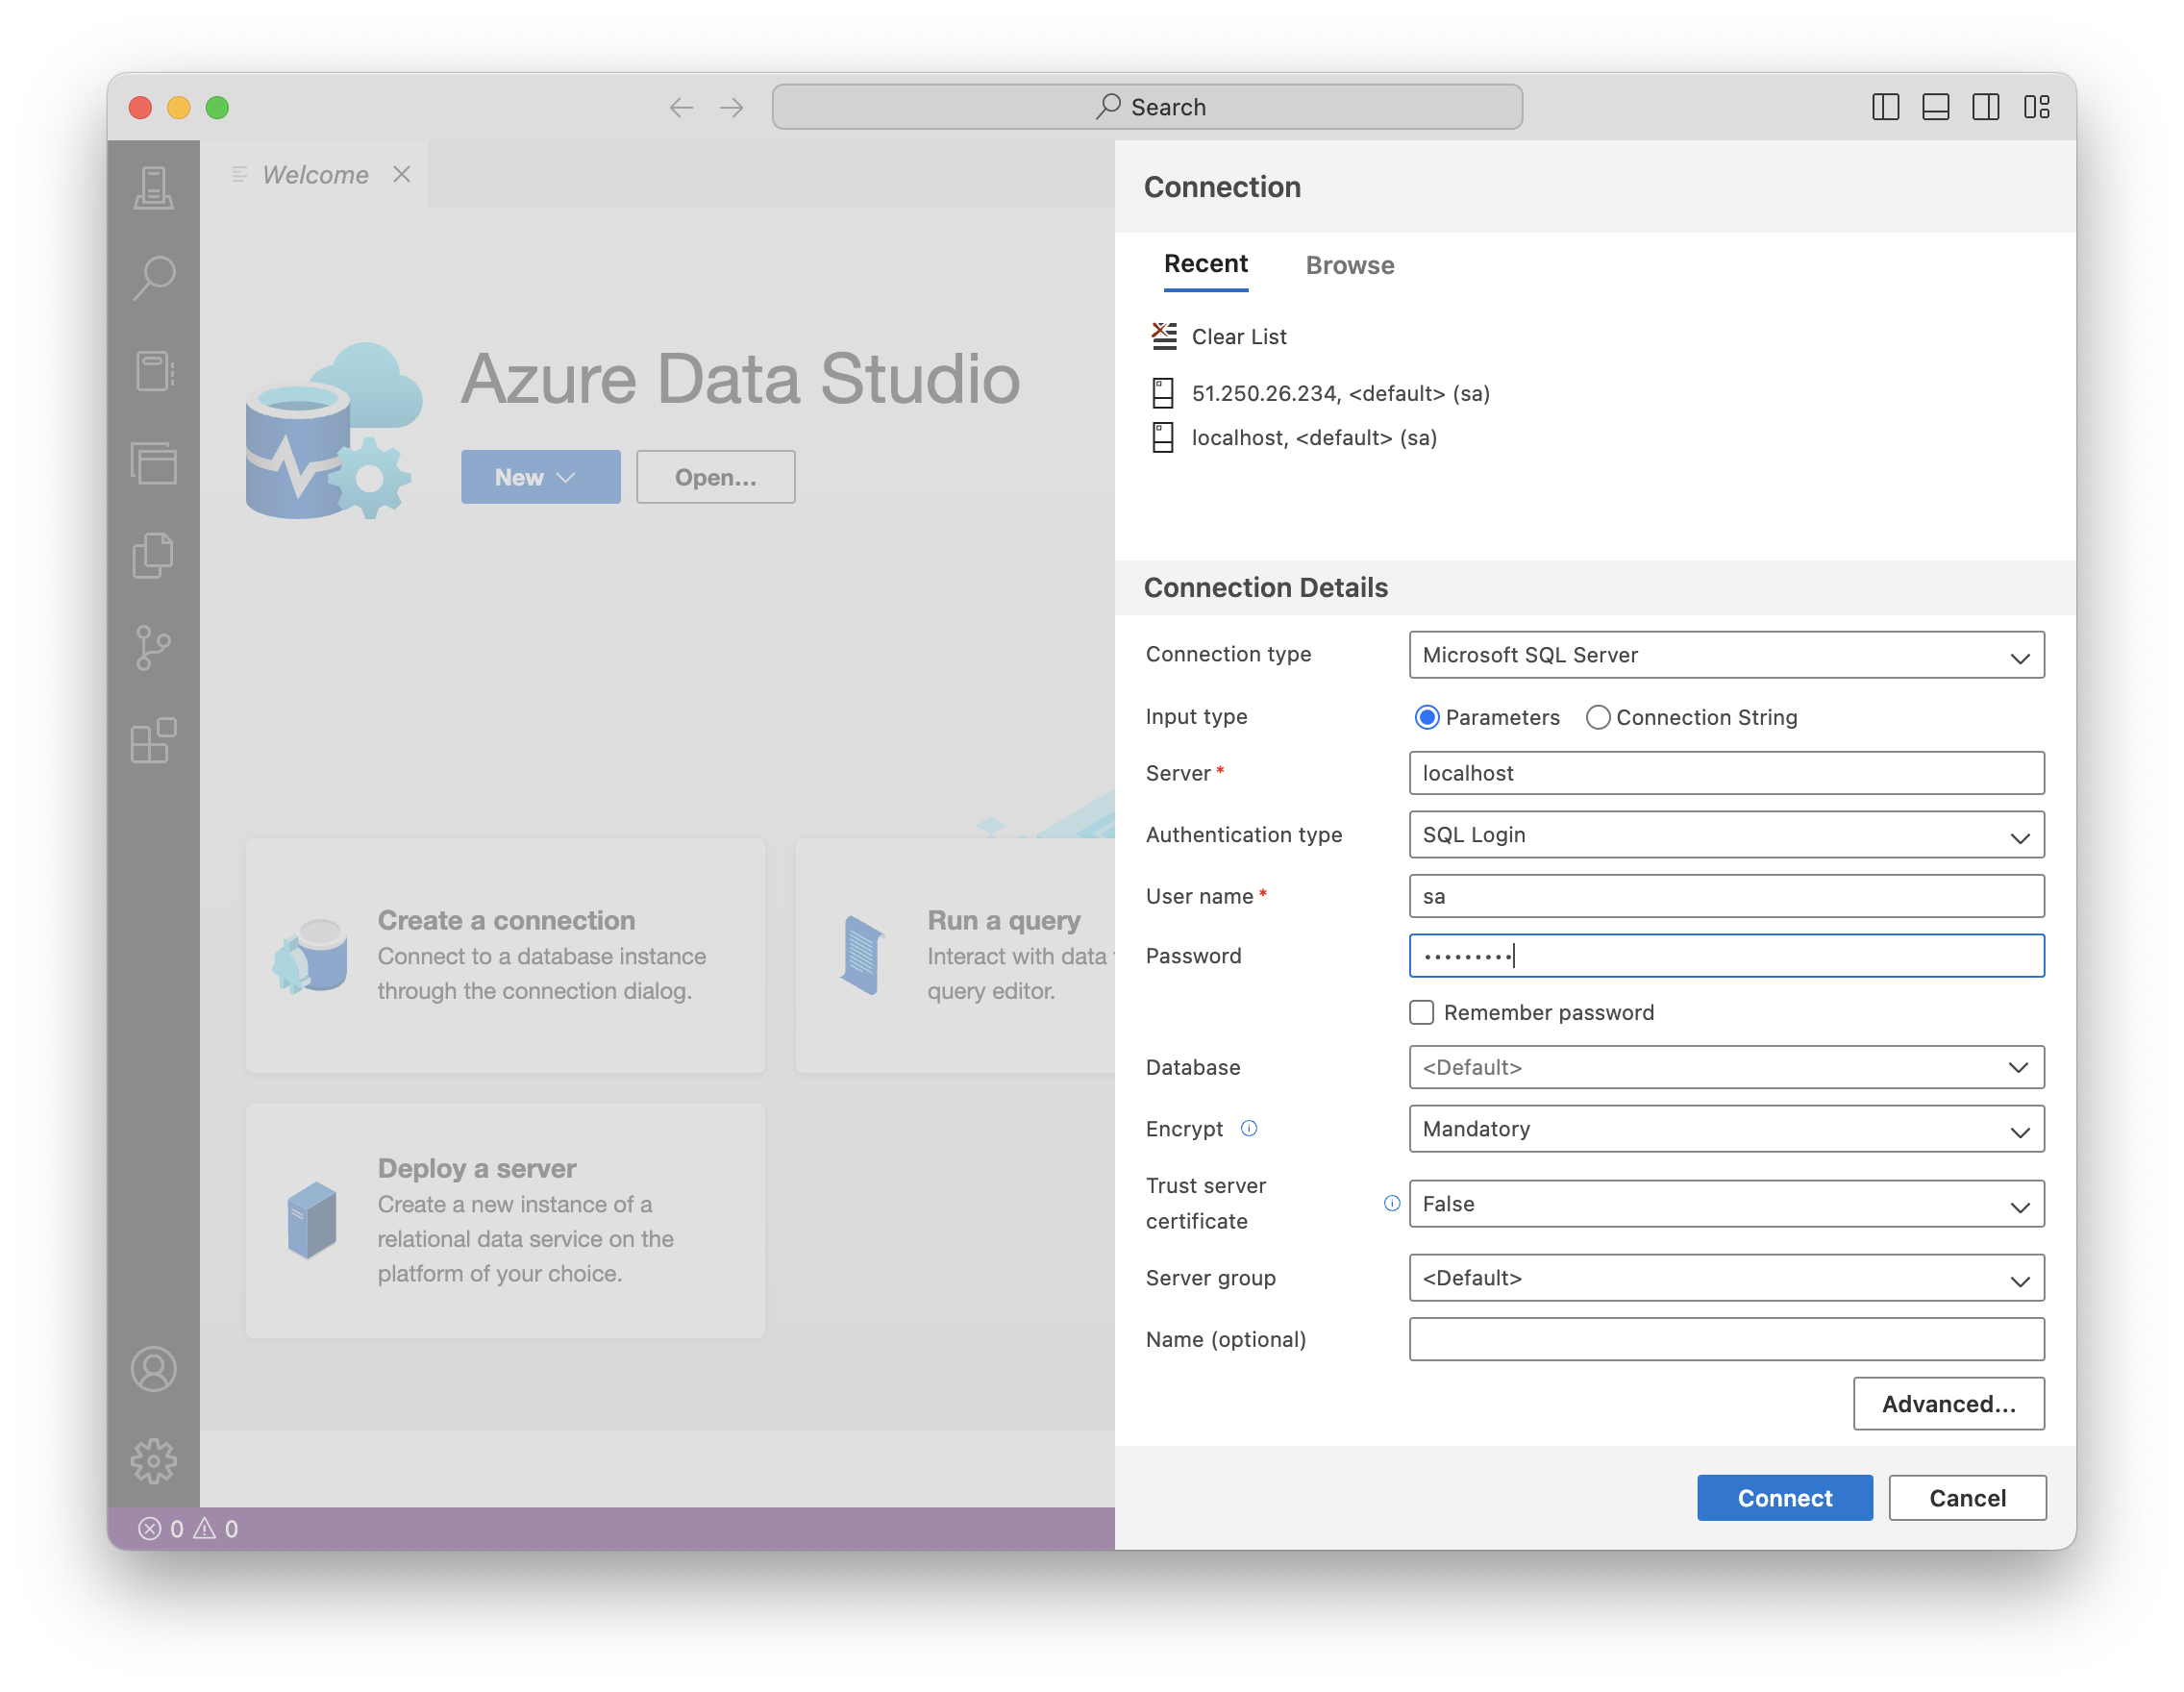 Search
Welcome
Azure Data Studio
New
Open...
Create a connection
Connect to a database instance
through the connection dialog.
Run a query
Interact with data
query editor.
Deploy a server
Create a new instance of a
relational data service on the
platform of your choice.
0 0
Connection
Recent Browse
Clear List
51.250.26.234, <default> (sa)
localhost, <default> (sa)
Connection Details
Connection type Microsoft SQL Server
Input type Parameters Connection String
Server * localhost
Authentication type SQL Login
User name * sa
Password •••••••••
Remember password
Database <Default>
Encrypt Mandatory
Trust server
certificate False
Server group <Default>
Name (optional)
Advanced...
Connect Cancel